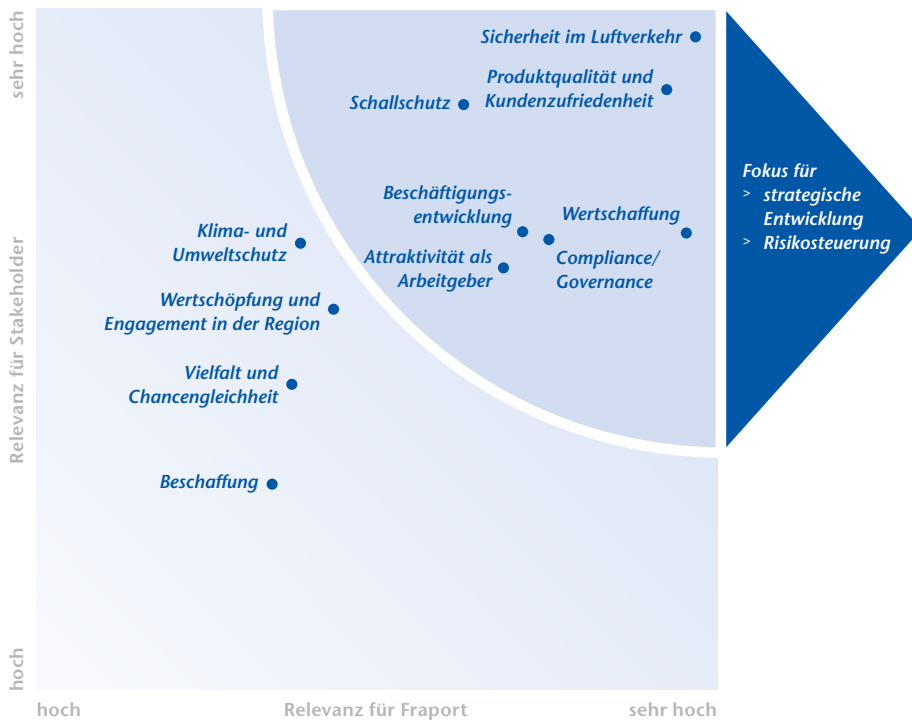 sehr hoch
Relevanz für Stakeholder
hoch
Sicherheit im Luftverkehr
Produktqualität und
Kundenzufriedenheit
Schallschutz
Beschäftigungs-
entwicklung
Wertschaffung
Attraktivität als
Arbeitgeber
Compliance/
Governance
Klima- und
Umweltschutz
Wertschöpfung und
Engagement in der Region
Vielfalt und
Chancengleichheit
Beschaffung
Fokus für
> strategische
Entwicklung
> Risikosteuerung
hoch
Relevanz für Fraport
sehr hoch